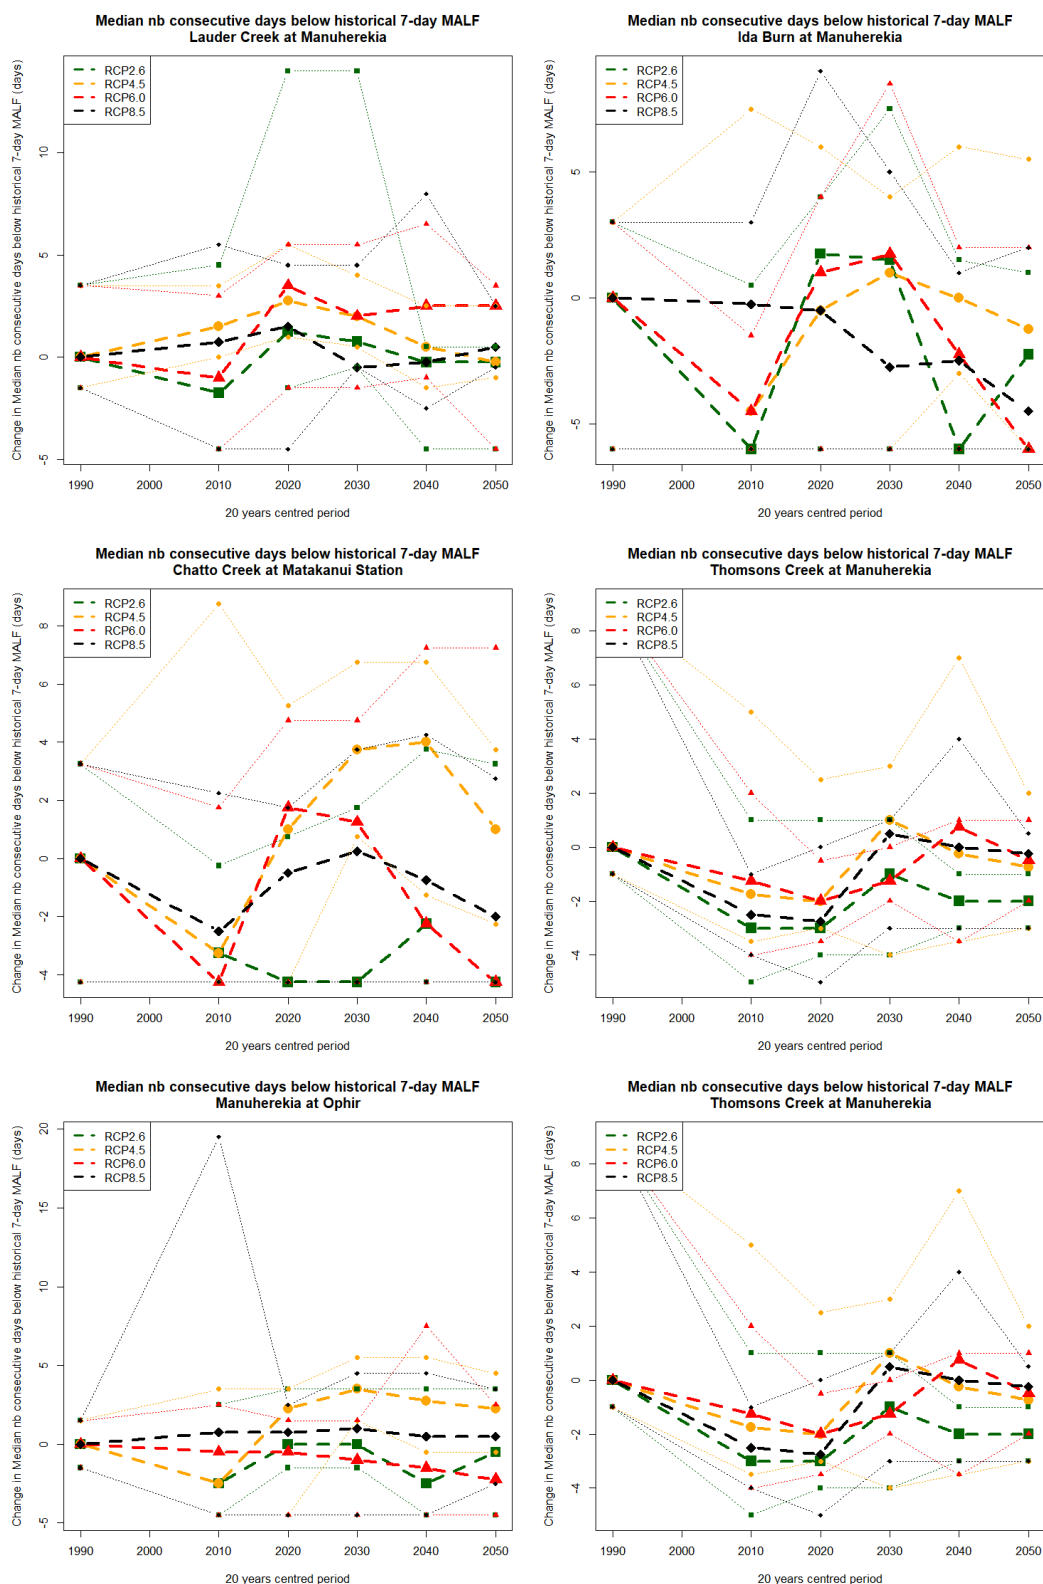 Median nb consecutive days below historical 7-day MALF
Lauder Creek at Manuherekia
Change in Median nb consecutive days below historical 7-day MALF (days)
RCP2.6
RCP4.5
RCP6.0
RCP8.5
10
5
0
-5
1990 2000 2010 2020 2030 2040 2050
20 years centred period
Median nb consecutive days below historical 7-day MALF
Ida Burn at Manuherekia
Change in Median nb consecutive days below historical 7-day MALF (days)
RCP2.6
RCP4.5
RCP6.0
RCP8.5
5
0
-5
1990 2000 2010 2020 2030 2040 2050
20 years centred period
Median nb consecutive days below historical 7-day MALF
Chatto Creek at Matakanui Station
Change in Median nb consecutive days below historical 7-day MALF (days)
RCP2.6
RCP4.5
RCP6.0
RCP8.5
8
6
4
2
0
-2
-4
1990 2000 2010 2020 2030 2040 2050
20 years centred period
Median nb consecutive days below historical 7-day MALF
Thomsons Creek at Manuherekia
Change in Median nb consecutive days below historical 7-day MALF (days)
RCP2.6
RCP4.5
RCP6.0
RCP8.5
8
6
4
2
0
-2
-4
1990 2000 2010 2020 2030 2040 2050
20 years centred period
Median nb consecutive days below historical 7-day MALF
Manuherekia at Ophir
Change in Median nb consecutive days below historical 7-day MALF (days)
RCP2.6
RCP4.5
RCP6.0
RCP8.5
20
15
10
5
0
-5
1990 2000 2010 2020 2030 2040 2050
20 years centred period
Median nb consecutive days below historical 7-day MALF
Thomsons Creek at Manuherekia
Change in Median nb consecutive days below historical 7-day MALF (days)
RCP2.6
RCP4.5
RCP6.0
RCP8.5
8
6
4
2
0
-2
-4
1990 2000 2010 2020 2030 2040 2050
20 years centred period